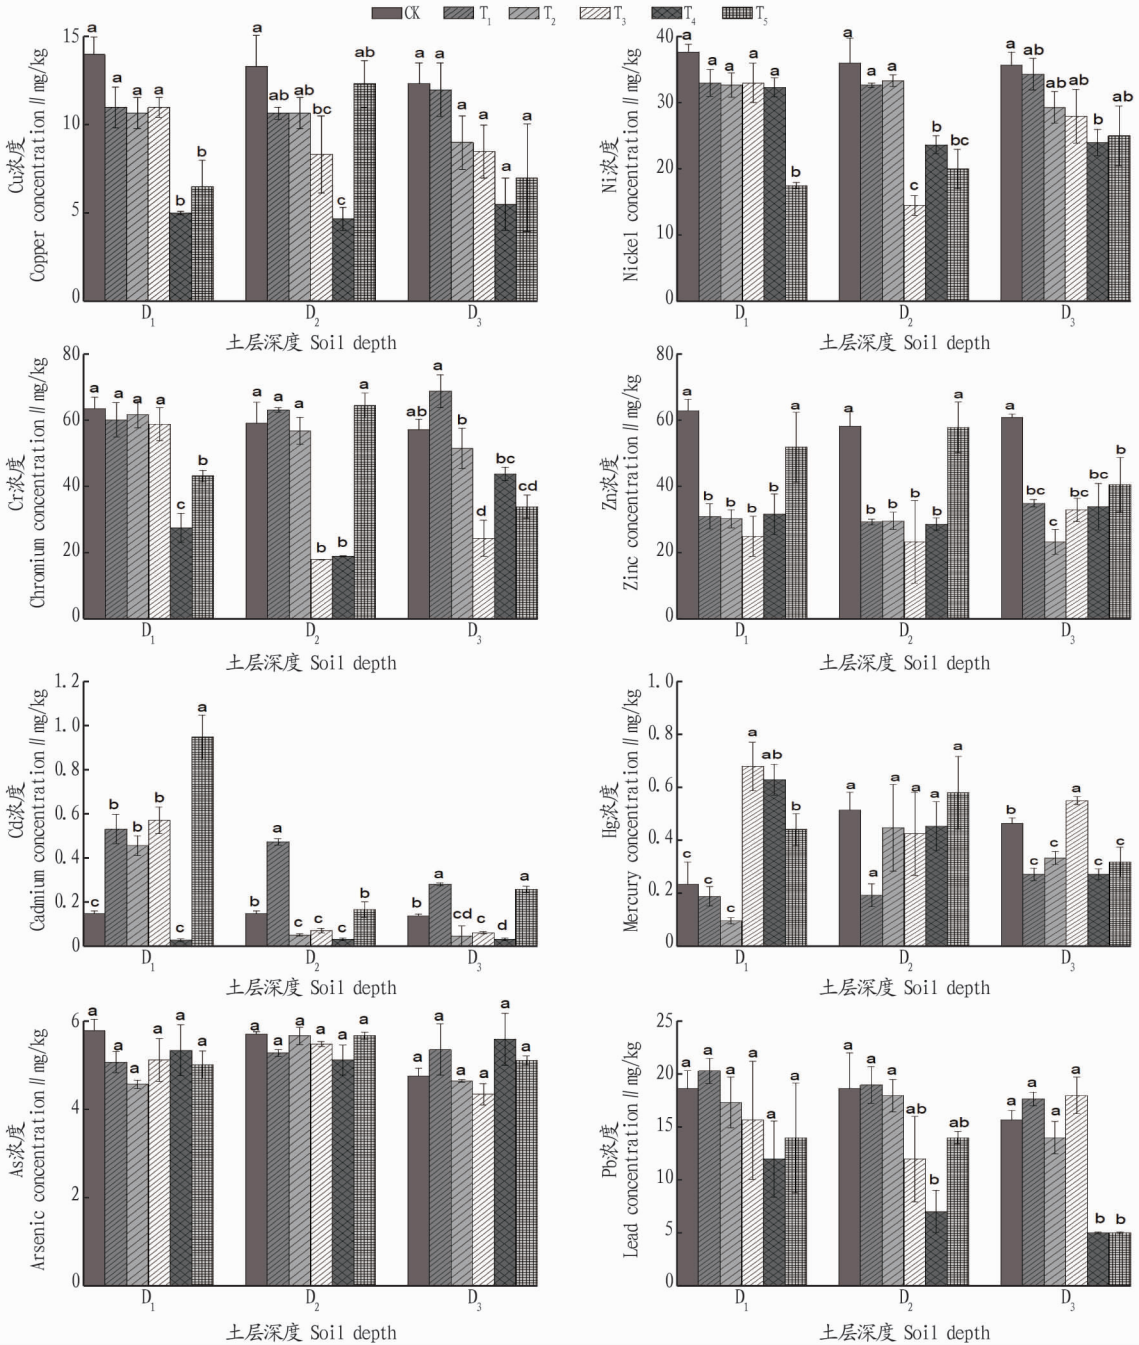 CK T₁ T₂ T₃ T₄ T₅
Cu浓度
Copper concentration∥mg/kg
15
10
5
0
a a a a b b
a ab ab bc c ab
a a a a a a
D₁ D₂ D₃
土层深度 Soil depth
Ni浓度
Nickel concentration∥mg/kg
40
30
20
10
0
a a a a a b
a a a c b bc
a ab ab ab b ab
D₁ D₂ D₃
土层深度 Soil depth
Cr浓度
Chromium concentration∥mg/kg
80
60
40
20
0
a a a a c b
a a a b b a
ab a b d bc cd
D₁ D₂ D₃
土层深度 Soil depth
Zn浓度
Zinc concentration∥mg/kg
80
60
40
20
0
a b b b b a
a b b b b a
a bc c bc bc b
D₁ D₂ D₃
土层深度 Soil depth
Cd浓度
Cadmium concentration∥mg/kg
1.2
1.0
0.8
0.6
0.4
0.2
0
c b b b c a
b a c c c b
b a cd c d a
D₁ D₂ D₃
土层深度 Soil depth
Hg浓度
Mercury concentration∥mg/kg
1.0
0.8
0.6
0.4
0.2
0
c c c a ab b
a a a a a a
b c c a c c
D₁ D₂ D₃
土层深度 Soil depth
As浓度
Arsenic concentration∥mg/kg
6
4
2
0
a a a a a a
a a a a a a
a a a a a a
D₁ D₂ D₃
土层深度 Soil depth
Pb浓度
Lead concentration∥mg/kg
25
20
15
10
5
0
a a a a a a
a a a ab b ab
a a a a b b
D₁ D₂ D₃
土层深度 Soil depth